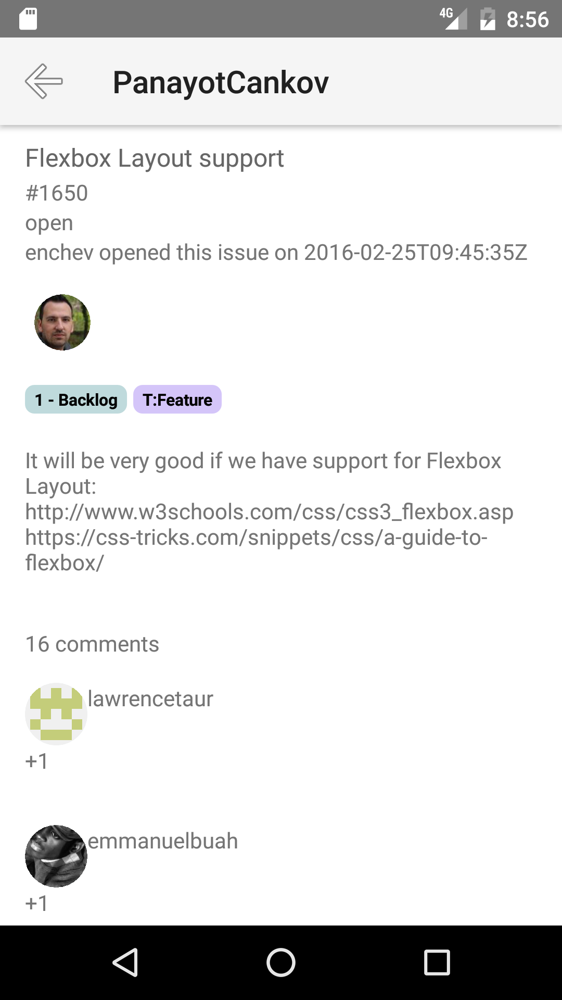 4G 8:56
PanayotCankov
Flexbox Layout support
#1650
open
enchev opened this issue on 2016-02-25T09:45:35Z
1 - Backlog T:Feature
It will be very good if we have support for Flexbox
Layout:
http://www.w3schools.com/css/css3_flexbox.asp
https://css-tricks.com/snippets/css/a-guide-to-
flexbox/
16 comments
lawrencetaur
+1
emmanuelbuah
+1